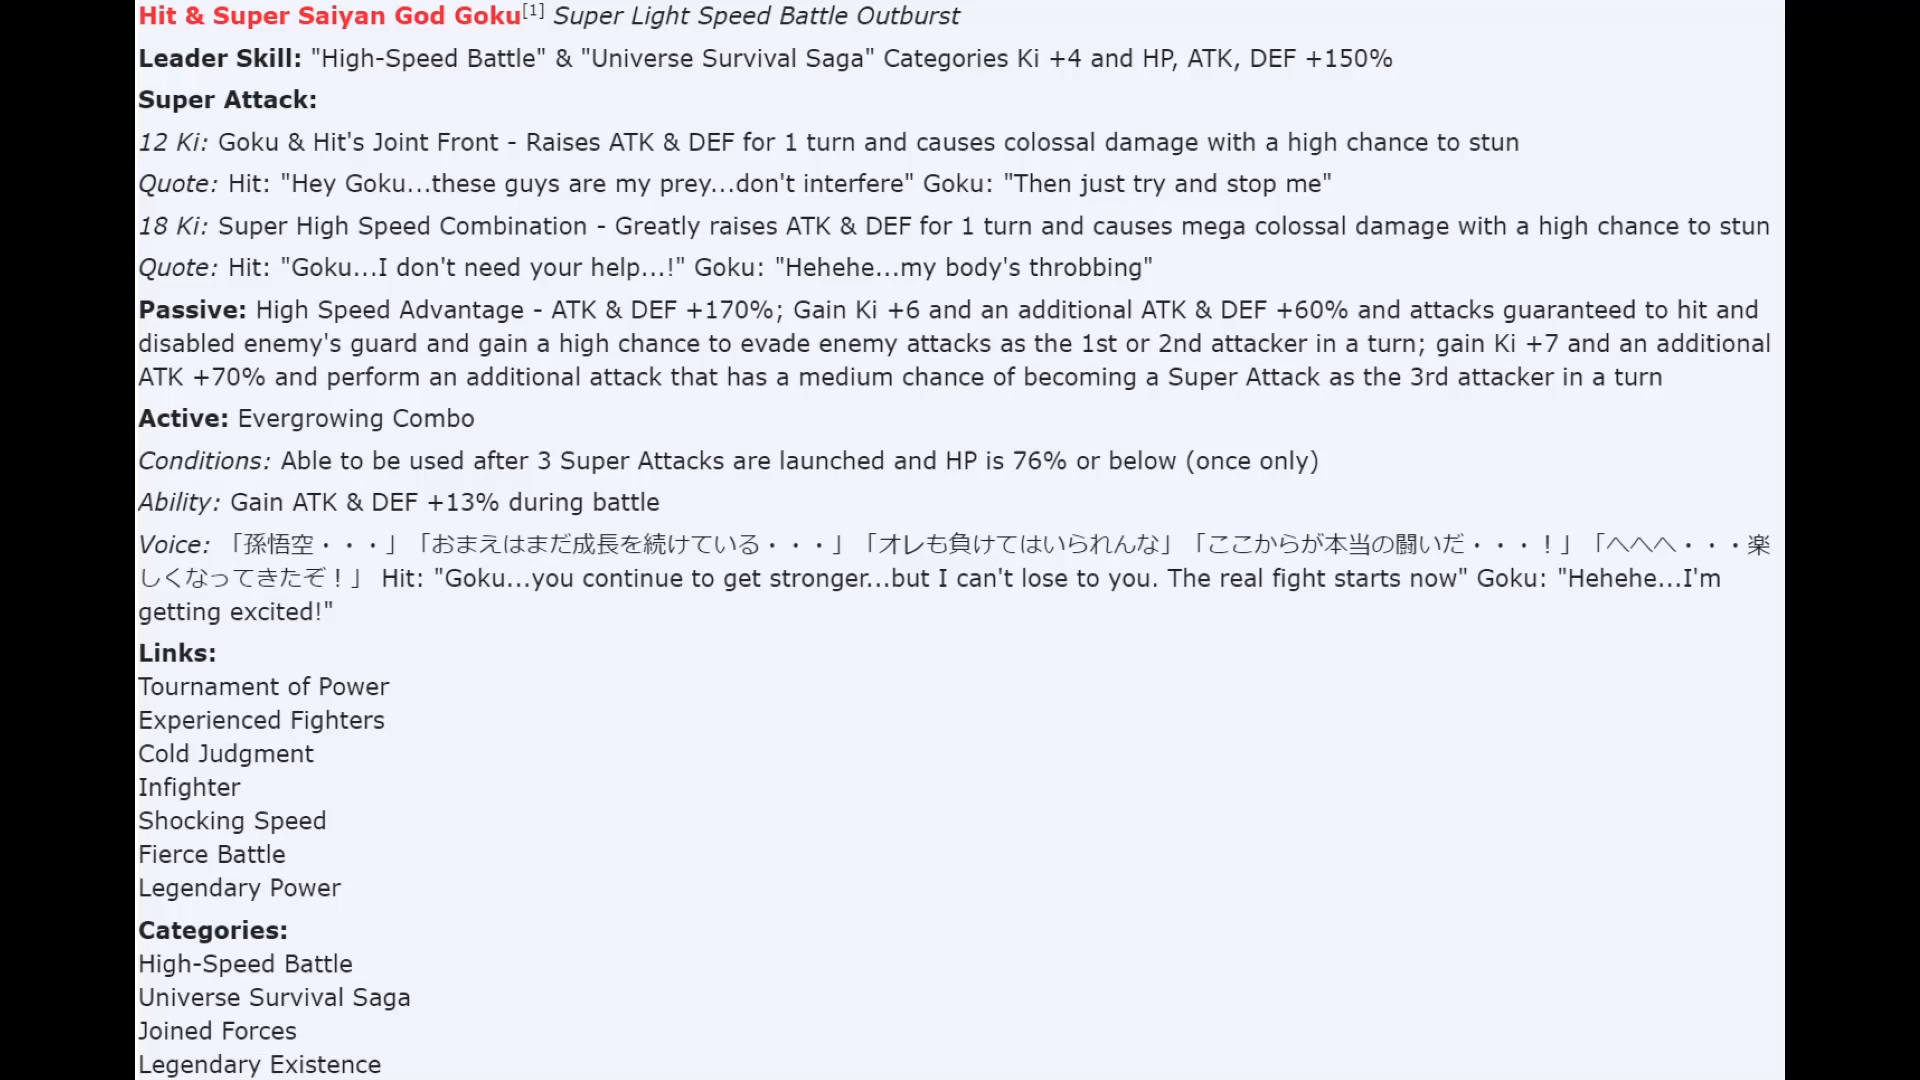 Hit & Super Saiyan God Goku[1] Super Light Speed Battle Outburst
Leader Skill: "High-Speed Battle" & "Universe Survival Saga" Categories Ki +4 and HP, ATK, DEF +150%
Super Attack:
12 Ki: Goku & Hit's Joint Front - Raises ATK & DEF for 1 turn and causes colossal damage with a high chance to stun
Quote: Hit: "Hey Goku...these guys are my prey...don't interfere" Goku: "Then just try and stop me"
18 Ki: Super High Speed Combination - Greatly raises ATK & DEF for 1 turn and causes mega colossal damage with a high chance to stun
Quote: Hit: "Goku...I don't need your help...!" Goku: "Hehehe...my body's throbbing"
Passive: High Speed Advantage - ATK & DEF +170%; Gain Ki +6 and an additional ATK & DEF +60% and attacks guaranteed to hit and
disabled enemy's guard and gain a high chance to evade enemy attacks as the 1st or 2nd attacker in a turn; gain Ki +7 and an additional
ATK +70% and perform an additional attack that has a medium chance of becoming a Super Attack as the 3rd attacker in a turn
Active: Evergrowing Combo
Conditions: Able to be used after 3 Super Attacks are launched and HP is 76% or below (once only)
Ability: Gain ATK & DEF +13% during battle
Voice: 「孫悟空・・・」「おまえはまだ成長を続けている・・・」「オレも負けてはいられんな」「ここからが本当の闘いだ・・・！」「へへへ・・・楽
しくなってきたぞ！」 Hit: "Goku...you continue to get stronger...but I can't lose to you. The real fight starts now" Goku: "Hehehe...I'm
getting excited!"
Links:
Tournament of Power
Experienced Fighters
Cold Judgment
Infighter
Shocking Speed
Fierce Battle
Legendary Power
Categories:
High-Speed Battle
Universe Survival Saga
Joined Forces
Legendary Existence